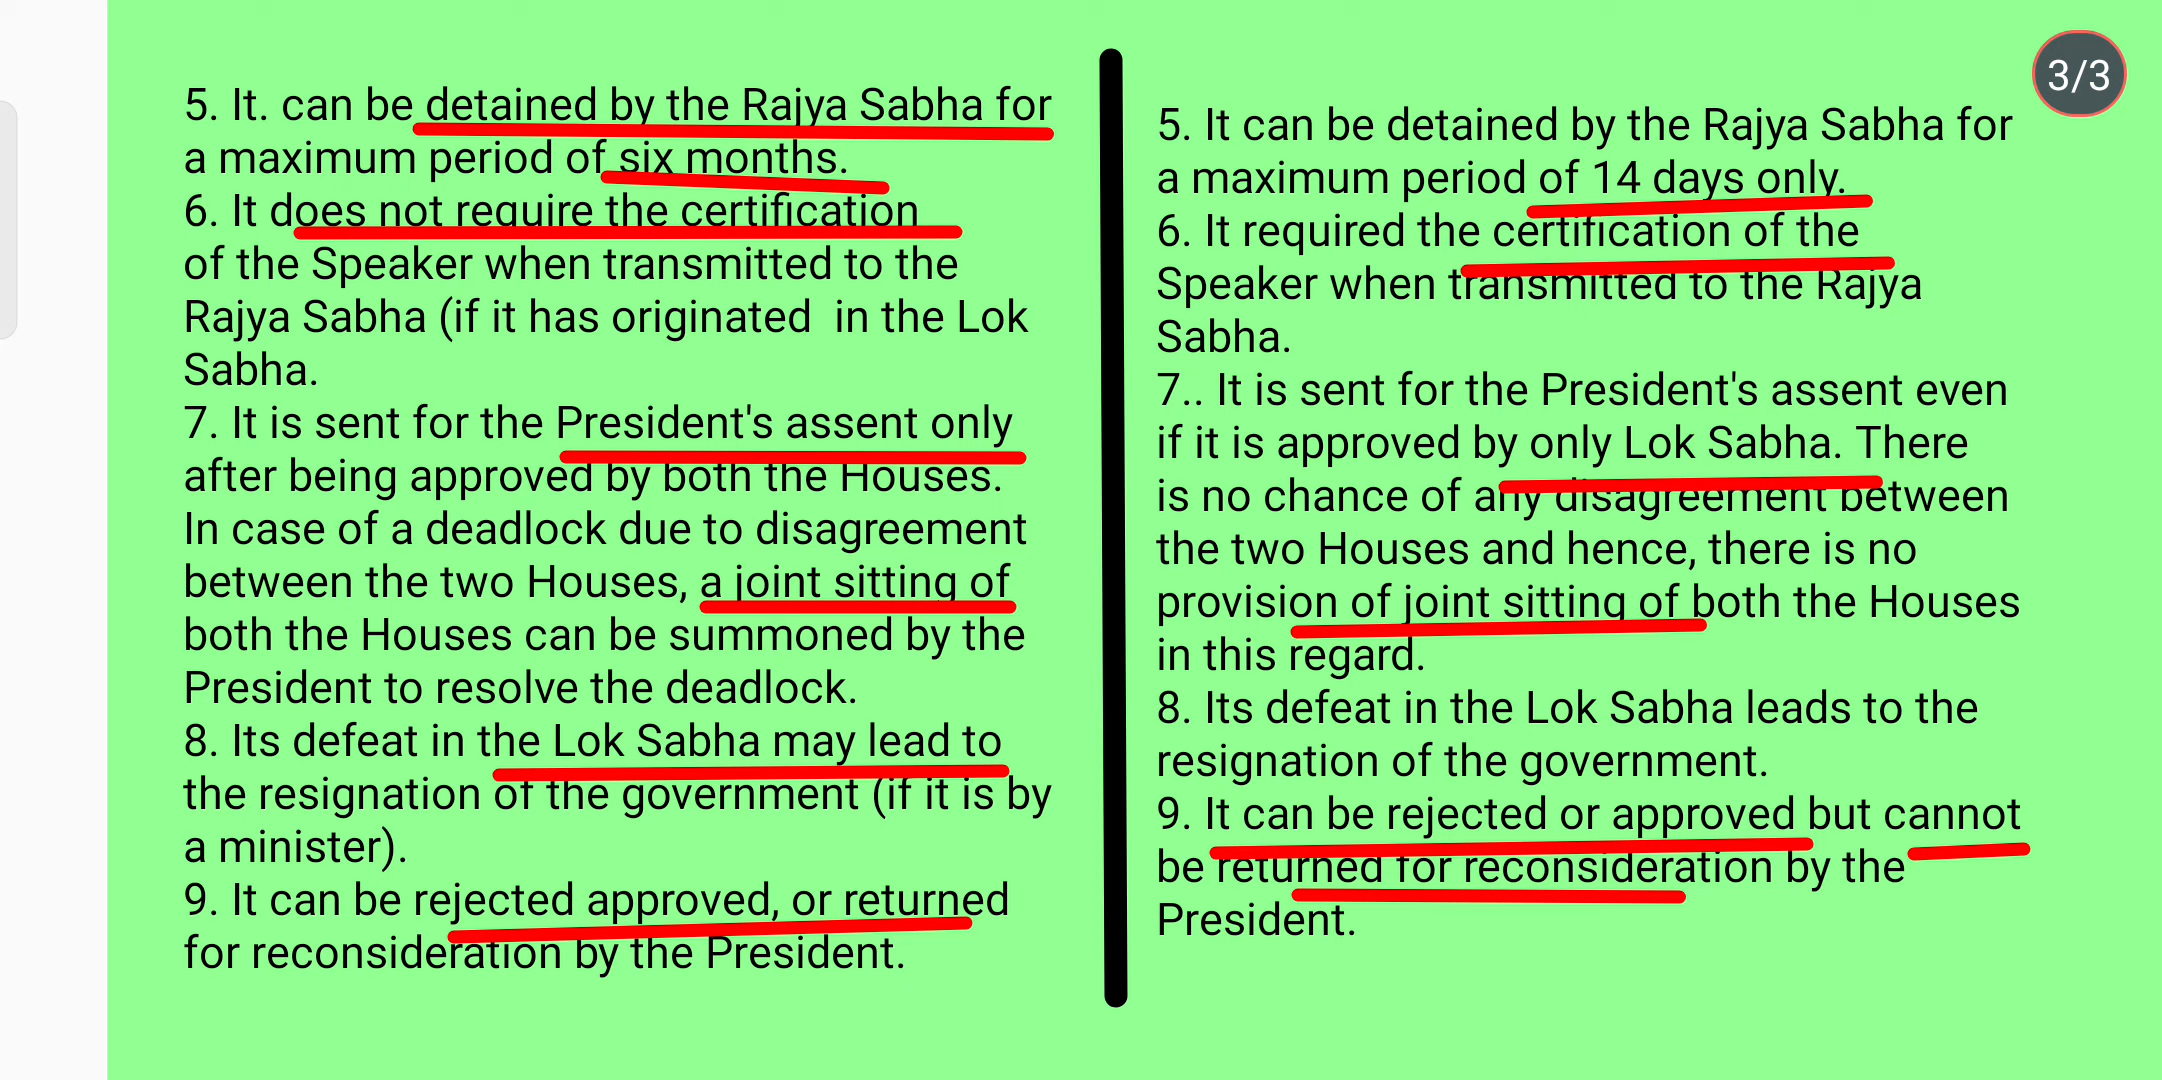 5. It. can be detained by the Rajya Sabha for
a maximum period of six months.
6. It does not require the certification
of the Speaker when transmitted to the
Rajya Sabha (if it has originated  in the Lok
Sabha.
7. It is sent for the President's assent only
after being approved by both the Houses.
In case of a deadlock due to disagreement
between the two Houses, a joint sitting of
both the Houses can be summoned by the
President to resolve the deadlock.
8. Its defeat in the Lok Sabha may lead to
the resignation of the government (if it is by
a minister).
9. It can be rejected approved, or returned
for reconsideration by the President.
3/3
5. It can be detained by the Rajya Sabha for
a maximum period of 14 days only.
6. It required the certification of the
Speaker when transmitted to the Rajya
Sabha.
7.. It is sent for the President's assent even
if it is approved by only Lok Sabha. There
is no chance of any disagreement between
the two Houses and hence, there is no
provision of joint sitting of both the Houses
in this regard.
8. Its defeat in the Lok Sabha leads to the
resignation of the government.
9. It can be rejected or approved but cannot
be returned for reconsideration by the
President.